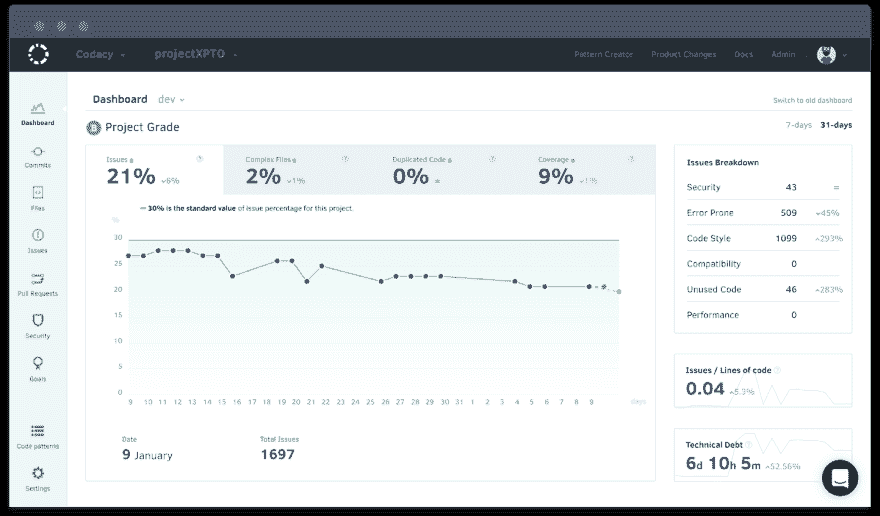 Codacy projectXPTO Pattern Creator Product Changes Docs Admin
Dashboard dev
Switch to old dashboard
Project Grade
7-days 31-days
Dashboard
Commits
Files
Issues
Pull Requests
Security
Goals
Code patterns
Settings
Issues Complex Files Duplicated Code Coverage
21% 6% 2% 1% 0% = 9% 1%
30% is the standard value of issue percentage for this project.
%
30
25
20
15
10
5
0
9 10 11 12 13 14 15 16 17 18 19 20 21 22 23 24 25 26 27 28 29 30 31 1 2 3 4 5 6 7 8 9 days
Date Total Issues
9 January 1697
Issues Breakdown
Security 43 =
Error Prone 509 45%
Code Style 1099 293%
Compatibility 0
Unused Code 46 283%
Performance 0
Issues / Lines of code
0.04 5.3%
Technical Debt
6d 10h 5m 52.56%